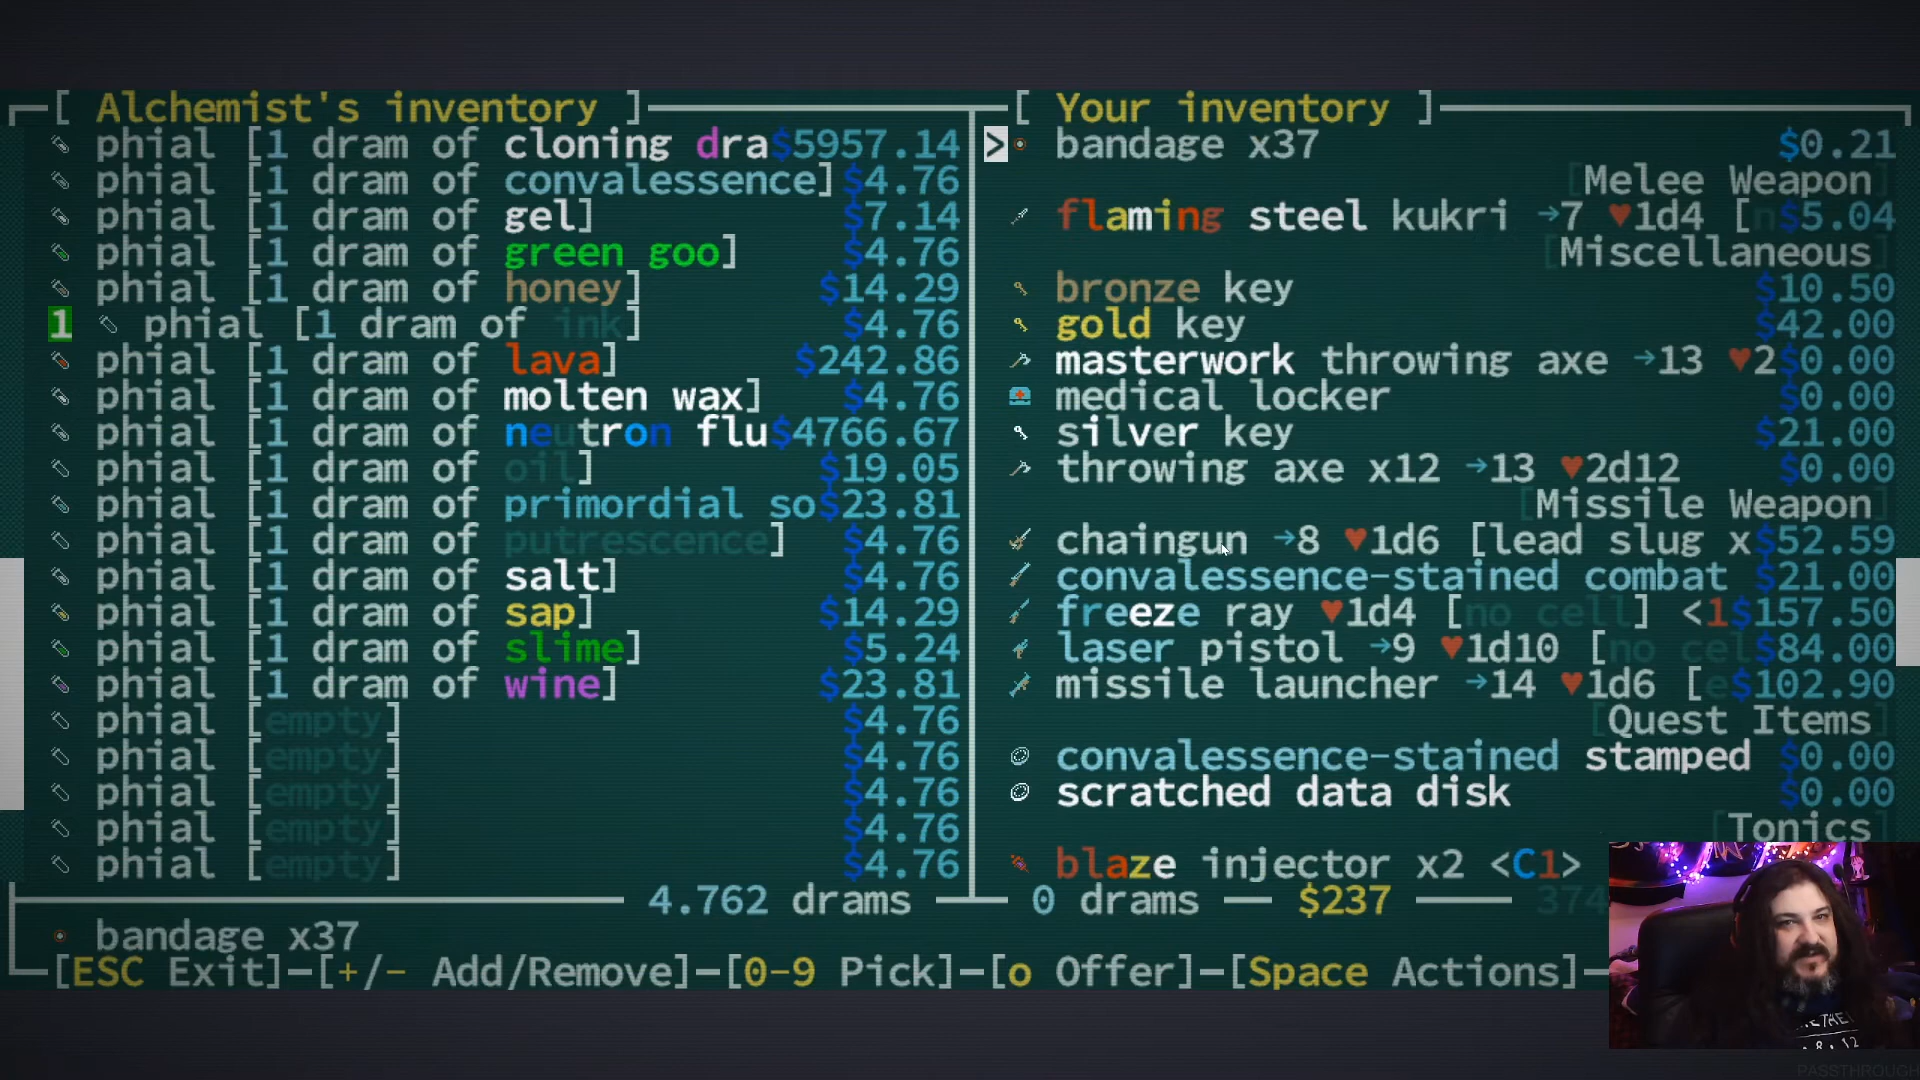 [ Alchemist's inventory ]
phial [1 dram of cloning dra$5957.14
phial [1 dram of convalessence]$4.76
phial [1 dram of gel] $7.14
phial [1 dram of green goo] $4.76
phial [1 dram of honey] $14.29
1 phial [1 dram of ink] $4.76
phial [1 dram of lava] $242.86
phial [1 dram of molten wax] $4.76
phial [1 dram of neutron flu$4766.67
phial [1 dram of oil] $19.05
phial [1 dram of primordial so$23.81
phial [1 dram of putrescence] $4.76
phial [1 dram of salt] $4.76
phial [1 dram of sap] $14.29
phial [1 dram of slime] $5.24
phial [1 dram of wine] $23.81
phial [empty] $4.76
phial [empty] $4.76
phial [empty] $4.76
phial [empty] $4.76
phial [empty] $4.76
4.762 drams
[ Your inventory ]
> bandage x37 $0.21
[Melee Weapon]
flaming steel kukri →7 ♥1d4 [n$5.04
[Miscellaneous]
bronze key $10.50
gold key $42.00
masterwork throwing axe →13 ♥2$0.00
medical locker $0.00
silver key $21.00
throwing axe x12 →13 ♥2d12 $0.00
[Missile Weapon]
chaingun →8 ♥1d6 [lead slug x$52.59
convalessence-stained combat $21.00
freeze ray ♥1d4 [no cell] <1$157.50
laser pistol →9 ♥1d10 [no cel$84.00
missile launcher →14 ♥1d6 [e$102.90
[Quest Items]
convalessence-stained stamped $0.00
scratched data disk $0.00
[Tonics]
blaze injector x2 <C1>
0 drams — $237 — 374
bandage x37
[ESC Exit]—[+/- Add/Remove]—[0-9 Pick]—[o Offer]—[Space Actions]
PASSTHROUGH